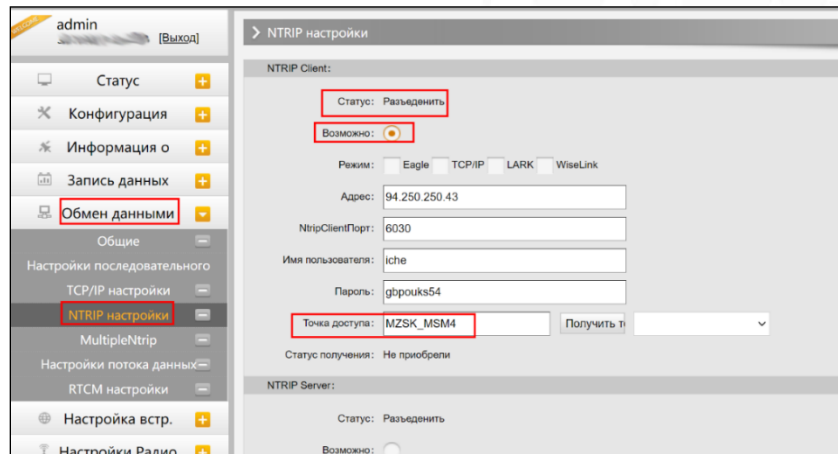 WELCOME
admin
[Выход]
Статус
Конфигурация
Информация о
Запись данных
Обмен данными
Общие
Настройки последовательного
TCP/IP настройки
NTRIP настройки
MultipleNtrip
Настройки потока данных
RTCM настройки
Настройка встр.
Настройки Радио
NTRIP настройки
NTRIP Client:
Статус: Разъеденить
Возможно:
Режим: Eagle TCP/IP LARK WiseLink
Адрес: 94.250.250.43
NtripClientПорт: 6030
Имя пользователя: iche
Пароль: gbpouks54
Точка доступа: MZSK_MSM4 Получить т
Статус получения: Не приобрели
NTRIP Server:
Статус: Разъеденить
Возможно: